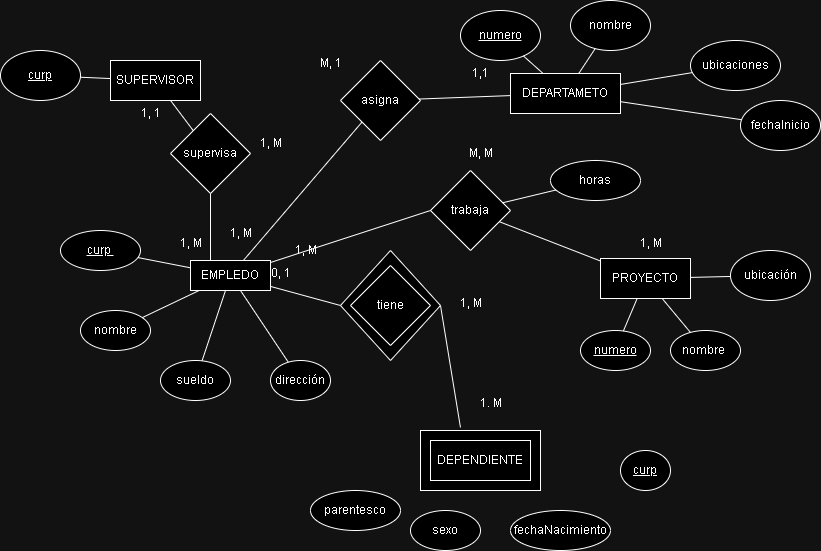 numero
nombre
curp
SUPERVISOR
M, 1
1,1
ubicaciones
asigna
DEPARTAMETO
1, 1
fechaInicio
1, M
supervisa
M, M
horas
trabaja
1, M
1, M
1, M
1, M
curp
EMPLEDO
0, 1
PROYECTO
ubicación
tiene
1, M
nombre
numero
nombre
sueldo
dirección
1. M
DEPENDIENTE
curp
parentesco
sexo
fechaNacimiento